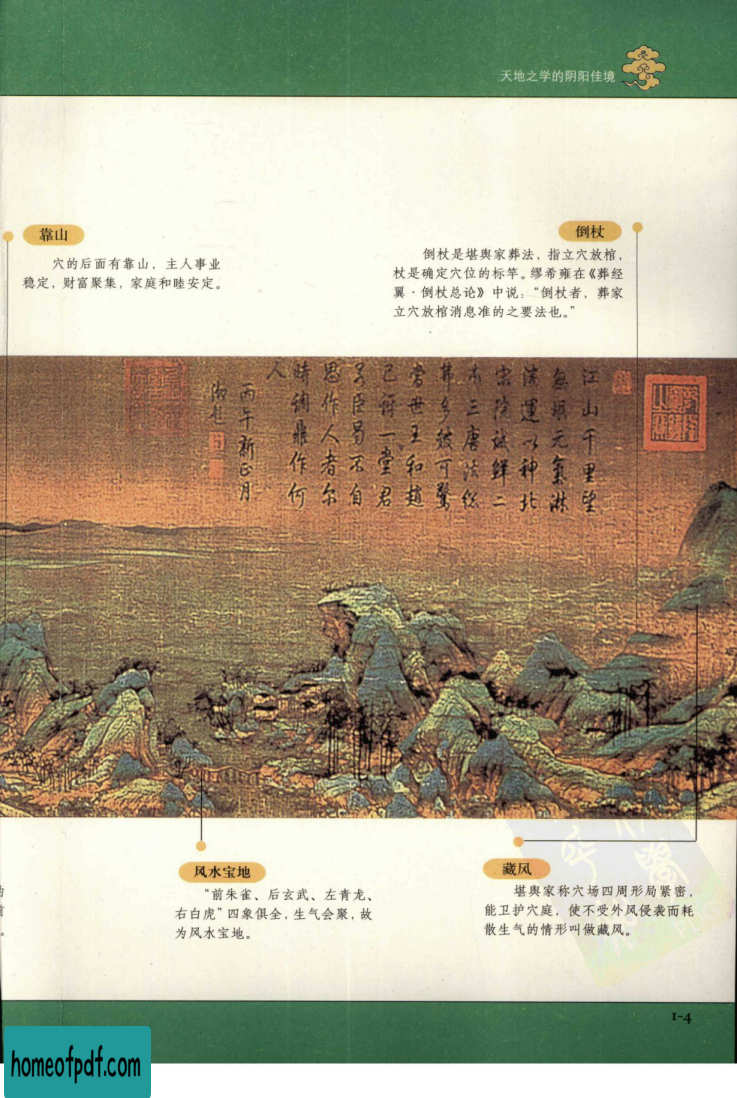 天地之学的阴阳佳境
靠山
穴的后面有靠山，主人事业
稳定，财富聚集，家庭和睦安定。
倒杖
倒杖是堪舆家葬法，指立穴放棺，
杖是确定穴位的标竿。缪希雍在《葬经
翼·倒杖总论》中说：“倒杖者，葬家
立穴放棺消息准的之要法也。”
江山千里望
無垠元氣淋
漓運以神北
宋院誠鮮二
本三唐法總
弗多彼可驚
當世王和趙
已訝一堂君
與臣易不自
思作人者尔
時調鼎作何
人
丙午新正月
御題
风水宝地
“前朱雀、后玄武、左青龙、
右白虎”四象俱全，生气会聚，故
为风水宝地。
藏风
堪舆家称穴场四周形局紧密，
能卫护穴庭，使不受外风侵袭而耗
散生气的情形叫做藏风。
1-4
homeofpdf.com